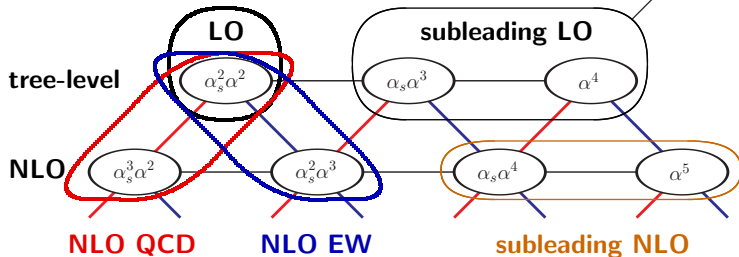 LO subleading LO
tree-level α_s^2α^2 α_sα^3 α^4
NLO α_s^3α^2 α_s^2α^3 α_sα^4 α^5
NLO QCD NLO EW subleading NLO